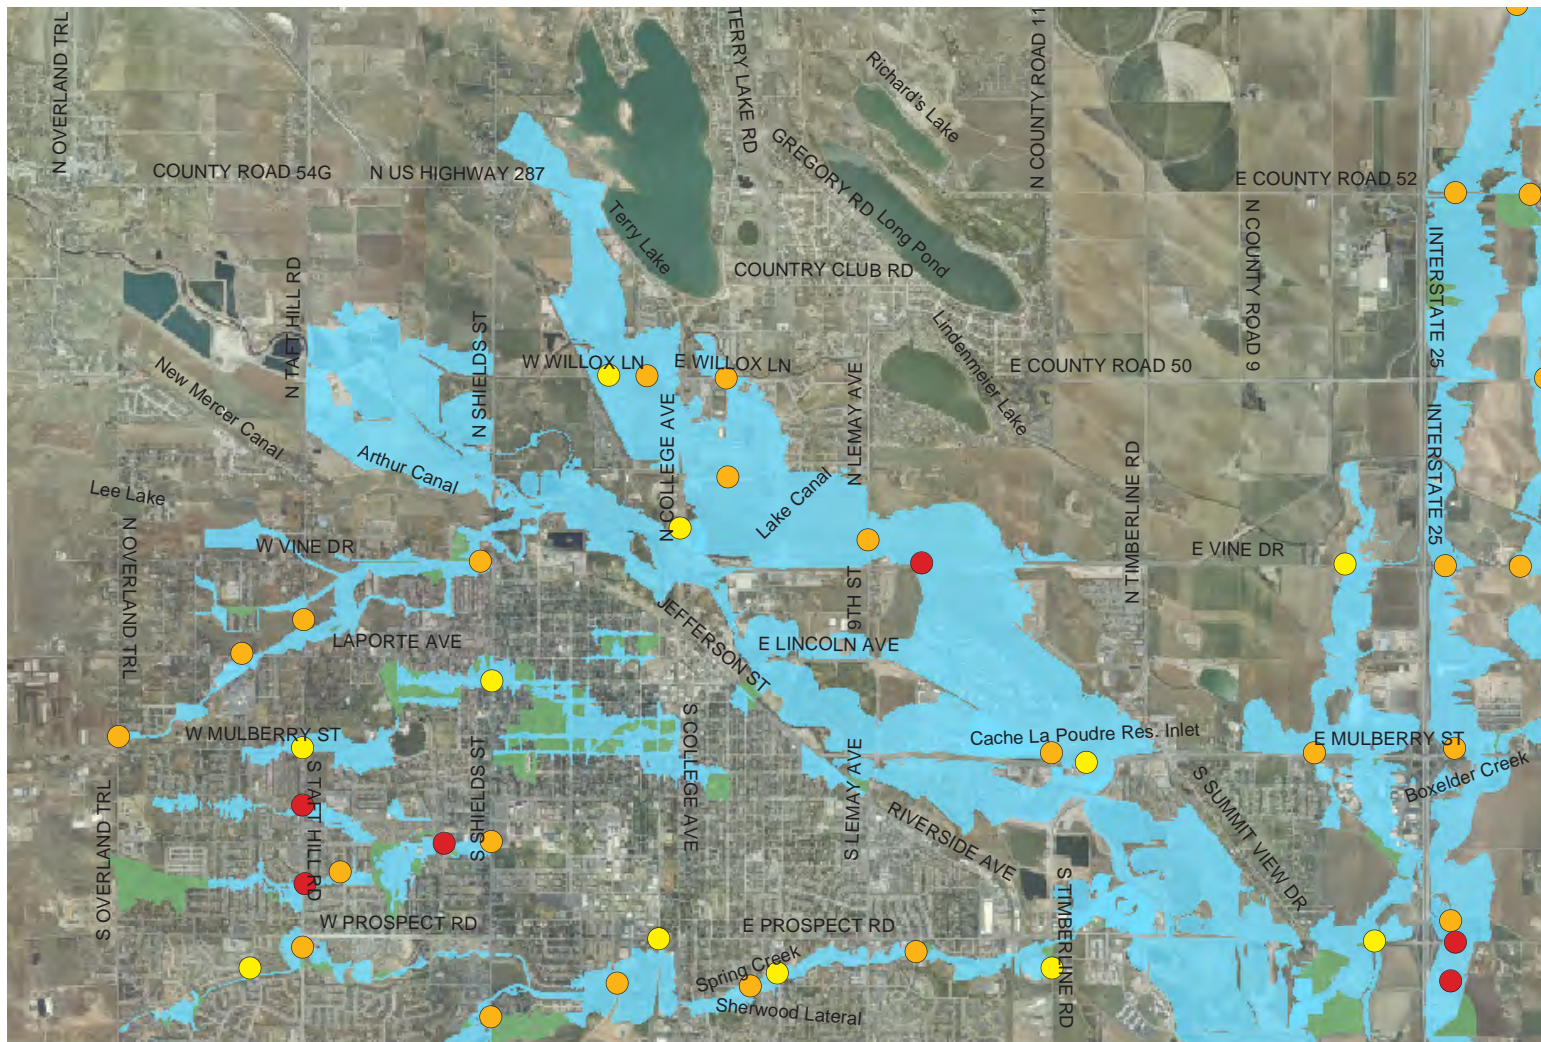 N OVERLAND TRL
TERRY LAKE RD
N COUNTY ROAD 11
Richard's Lake
COUNTY ROAD 54G
N US HIGHWAY 287
GREGORY RD
E COUNTY ROAD 52
Terry Lake
Long Pond
N COUNTY ROAD 9
INTERSTATE 25
N TAFT HILL RD
COUNTRY CLUB RD
N SHIELDS ST
Lindenmeier Lake
W WILLOX LN
E WILLOX LN
E COUNTY ROAD 50
New Mercer Canal
N COLLEGE AVE
N LEMAY AVE
INTERSTATE 25
Arthur Canal
Lee Lake
Lake Canal
N TIMBERLINE RD
N OVERLAND TRL
W VINE DR
E VINE DR
JEFFERSON ST
9TH ST
LAPORTE AVE
E LINCOLN AVE
W MULBERRY ST
S COLLEGE AVE
Cache La Poudre Res. Inlet
E MULBERRY ST
S OVERLAND TRL
S TAFT HILL RD
S SHIELDS ST
S LEMAY AVE
S SUMMIT VIEW DR
Boxelder Creek
RIVERSIDE AVE
W PROSPECT RD
E PROSPECT RD
S TIMBERLINE RD
Spring Creek
Sherwood Lateral